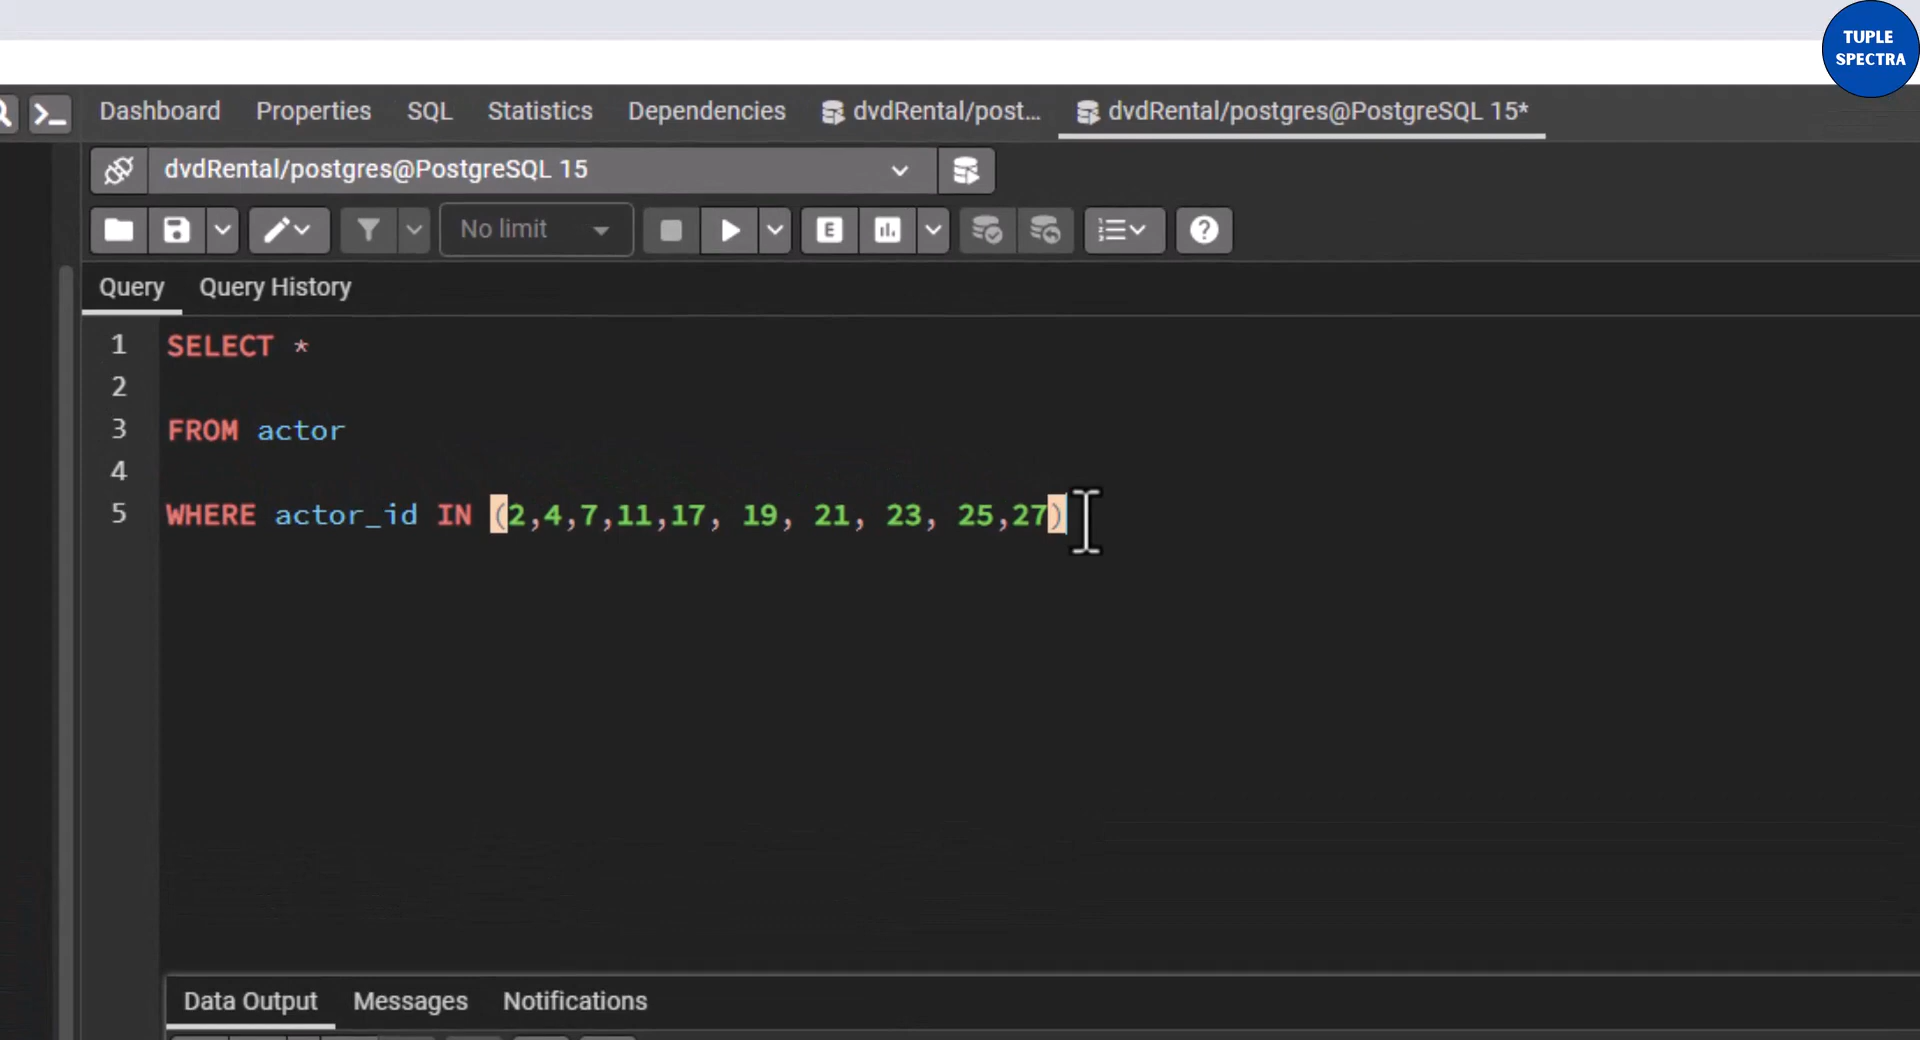 TUPLE
SPECTRA
Dashboard Properties SQL Statistics Dependencies dvdRental/post... dvdRental/postgres@PostgreSQL 15*
dvdRental/postgres@PostgreSQL 15
No limit E ?
Query Query History
1 SELECT *
2
3 FROM actor
4
5 WHERE actor_id IN (2,4,7,11,17, 19, 21, 23, 25,27)
Data Output Messages Notifications